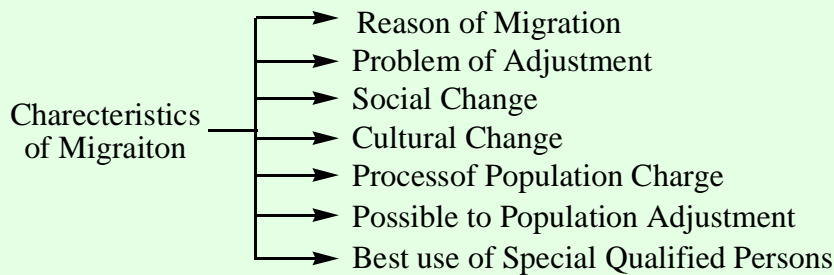 Charecteristics
of Migraiton
Reason of Migration
Problem of Adjustment
Social Change
Cultural Change
Processof Population Charge
Possible to Population Adjustment
Best use of Special Qualified Persons